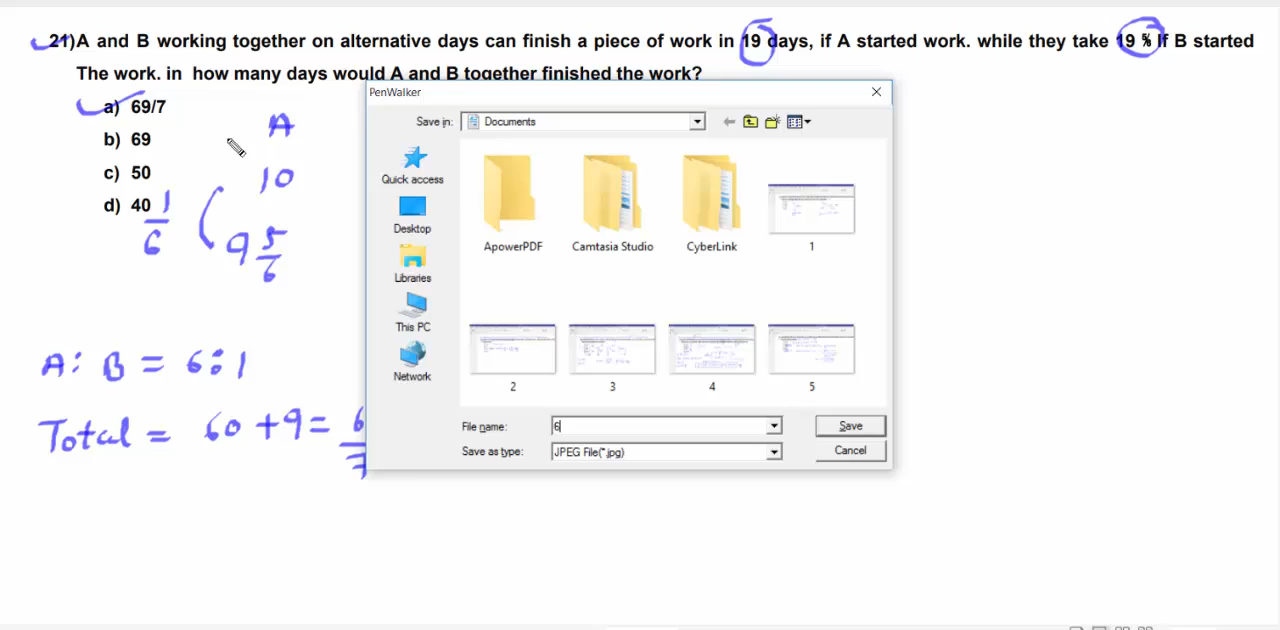 21)A and B working together on alternative days can finish a piece of work in 19 days, if A started work. while they take 19 ⅚ If B started
The work. in how many days would A and B together finished the work?
a) 69/7
b) 69
c) 50
d) 40
A
10
1/6
9 5/6
A: B = 6:1
Total = 60 + 9 =
PenWalker
Save in:
Documents
Quick access
Desktop
Libraries
This PC
Network
ApowerPDF
Camtasia Studio
CyberLink
1
2
3
4
5
File name:
6
Save
Save as type:
JPEG File(*.jpg)
Cancel